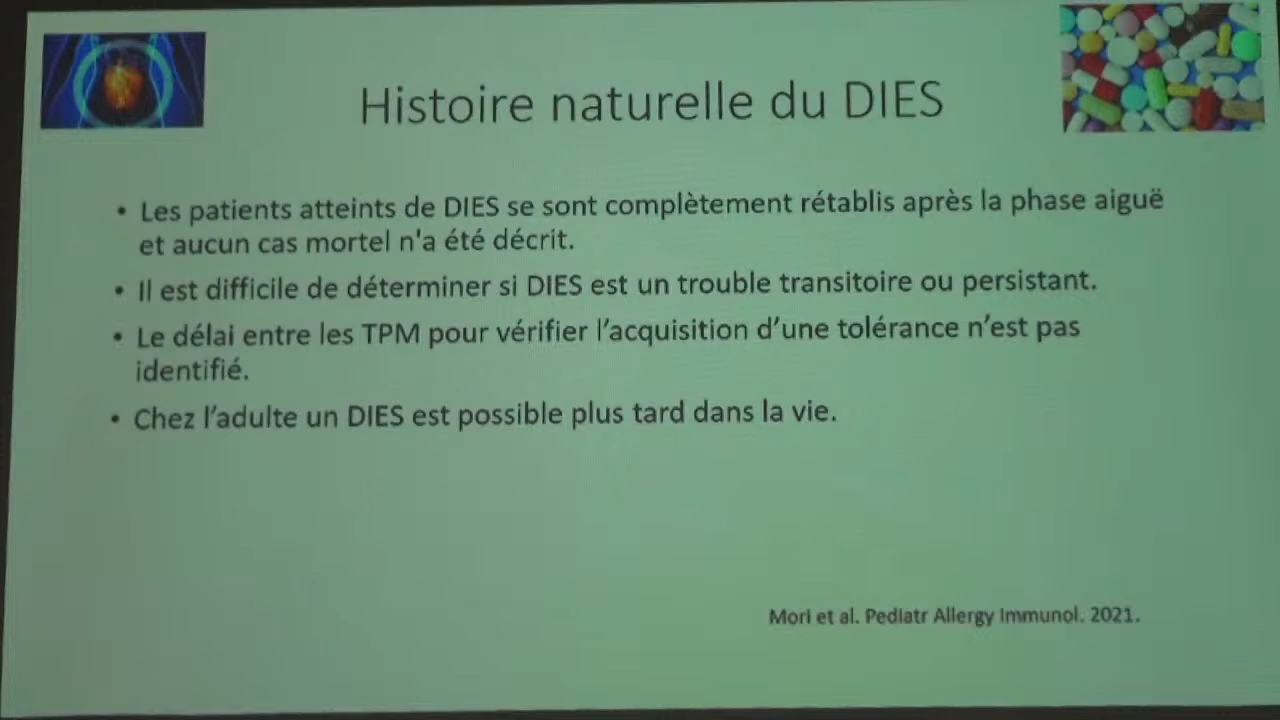 Histoire naturelle du DIES
• Les patients atteints de DIES se sont complètement rétablis après la phase aiguë
et aucun cas mortel n'a été décrit.
• Il est difficile de déterminer si DIES est un trouble transitoire ou persistant.
• Le délai entre les TPM pour vérifier l’acquisition d’une tolérance n’est pas
identifié.
• Chez l’adulte un DIES est possible plus tard dans la vie.
Mori et al. Pediatr Allergy Immunol. 2021.